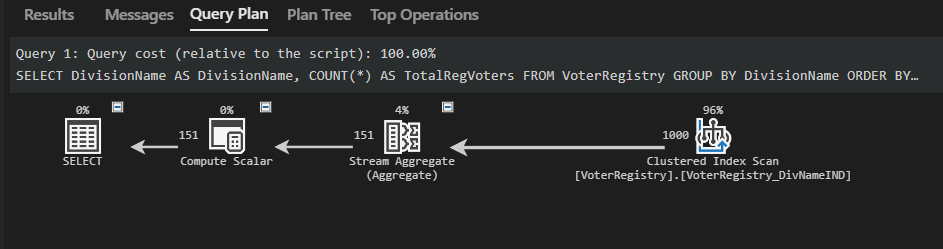 Results Messages Query Plan Plan Tree Top Operations
Query 1: Query cost (relative to the script): 100.00%
SELECT DivisionName AS DivisionName, COUNT(*) AS TotalRegVoters FROM VoterRegistry GROUP BY DivisionName ORDER BY…
0% 0% 4% 96%
151 151 1000
SELECT Compute Scalar Stream Aggregate Clustered Index Scan
(Aggregate) [VoterRegistry].[VoterRegistry_DivNameIND]